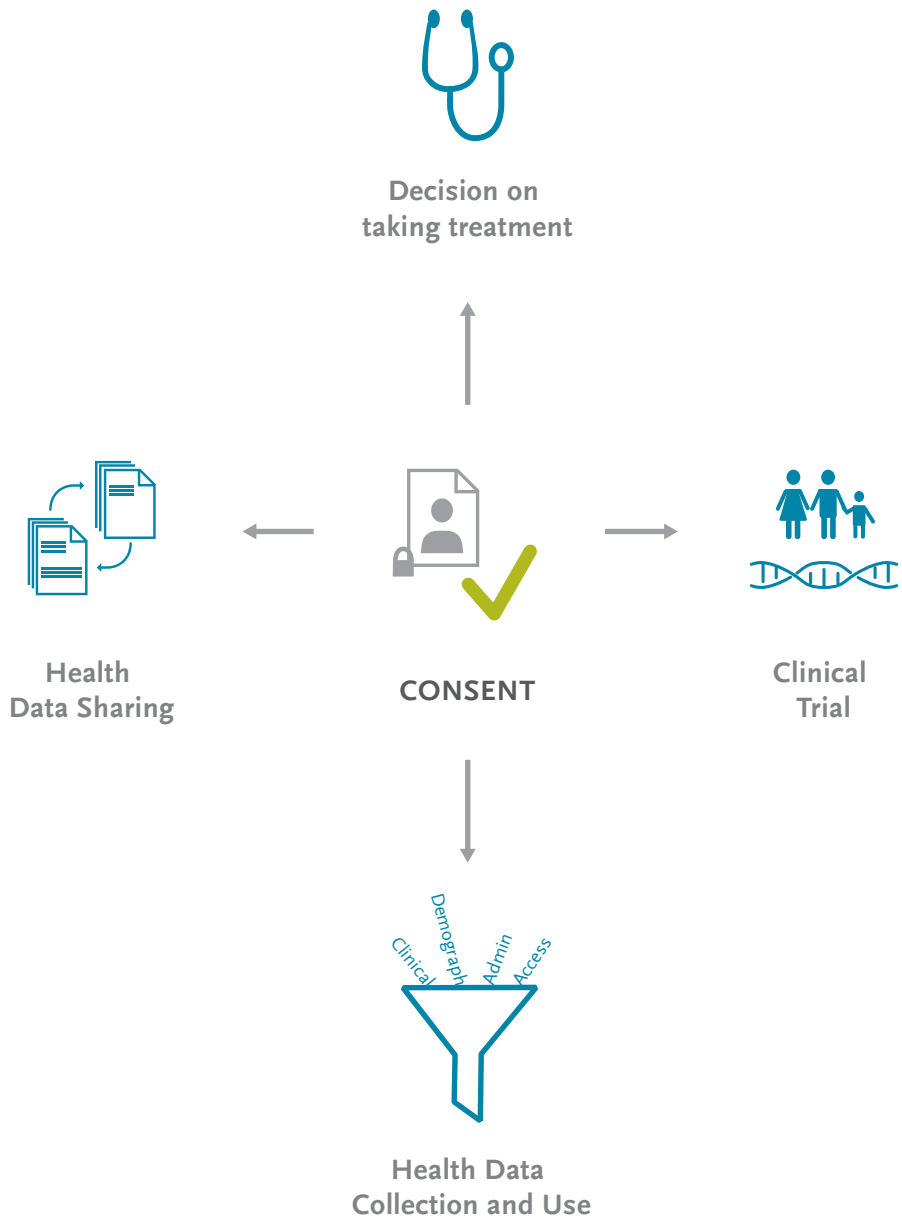 Decision on
taking treatment
Health
Data Sharing
CONSENT
Clinical
Trial
Clinical
Demograph
Admin
Access
Health Data
Collection and Use